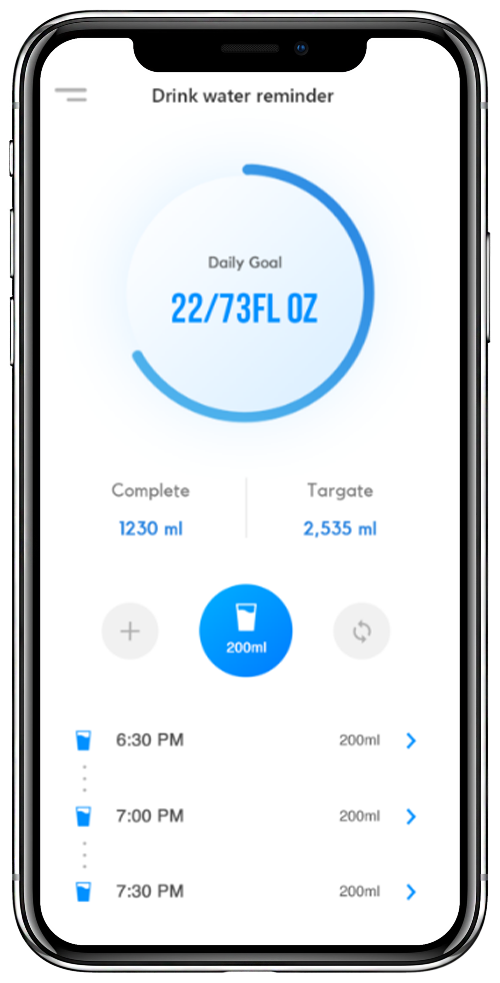 Drink water reminder
Daily Goal
22/73FL OZ
Complete
Targate
1230 ml
2,535 ml
200ml
6:30 PM 200ml
7:00 PM 200ml
7:30 PM 200ml